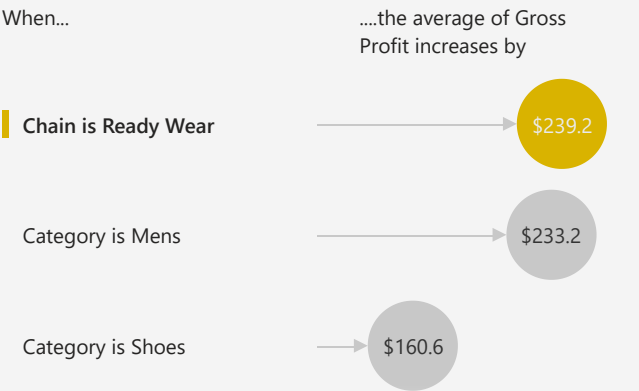 When...
....the average of Gross
Profit increases by
Chain is Ready Wear
$239.2
Category is Mens
$233.2
Category is Shoes
$160.6